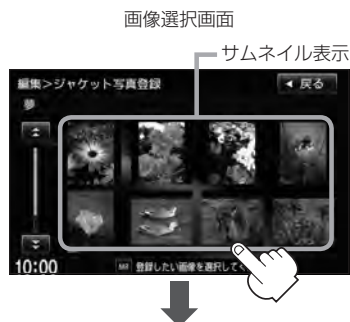 画像選択画面
サムネイル表示
編集>ジャケット写真登録
戻る
夢
10:00
登録したい画像を選択してく